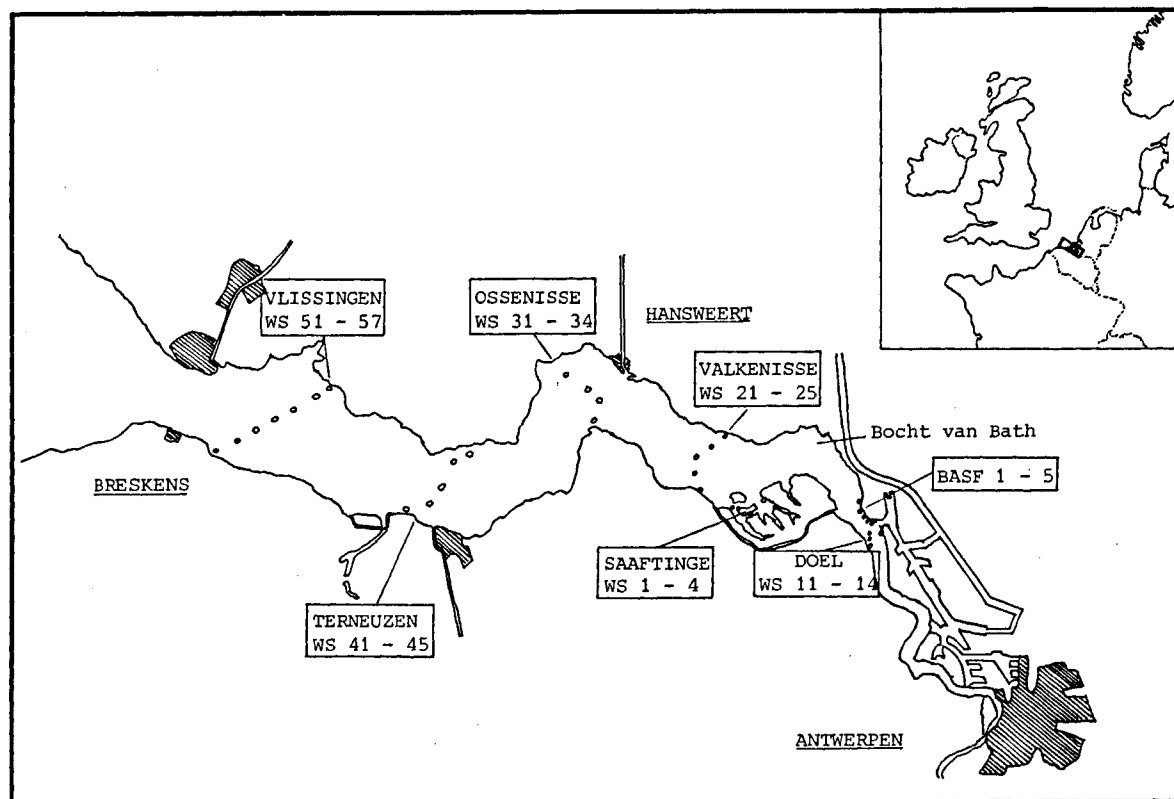 VLISSINGEN
WS 51 - 57
OSSENISSE
WS 31 - 34
HANSWEERT
VALKENISSE
WS 21 - 25
Bocht van Bath
BASF 1 - 5
BRESKENS
SAAFTINGE
WS 1 - 4
DOEL
WS 11 - 14
TERNEUZEN
WS 41 - 45
ANTWERPEN